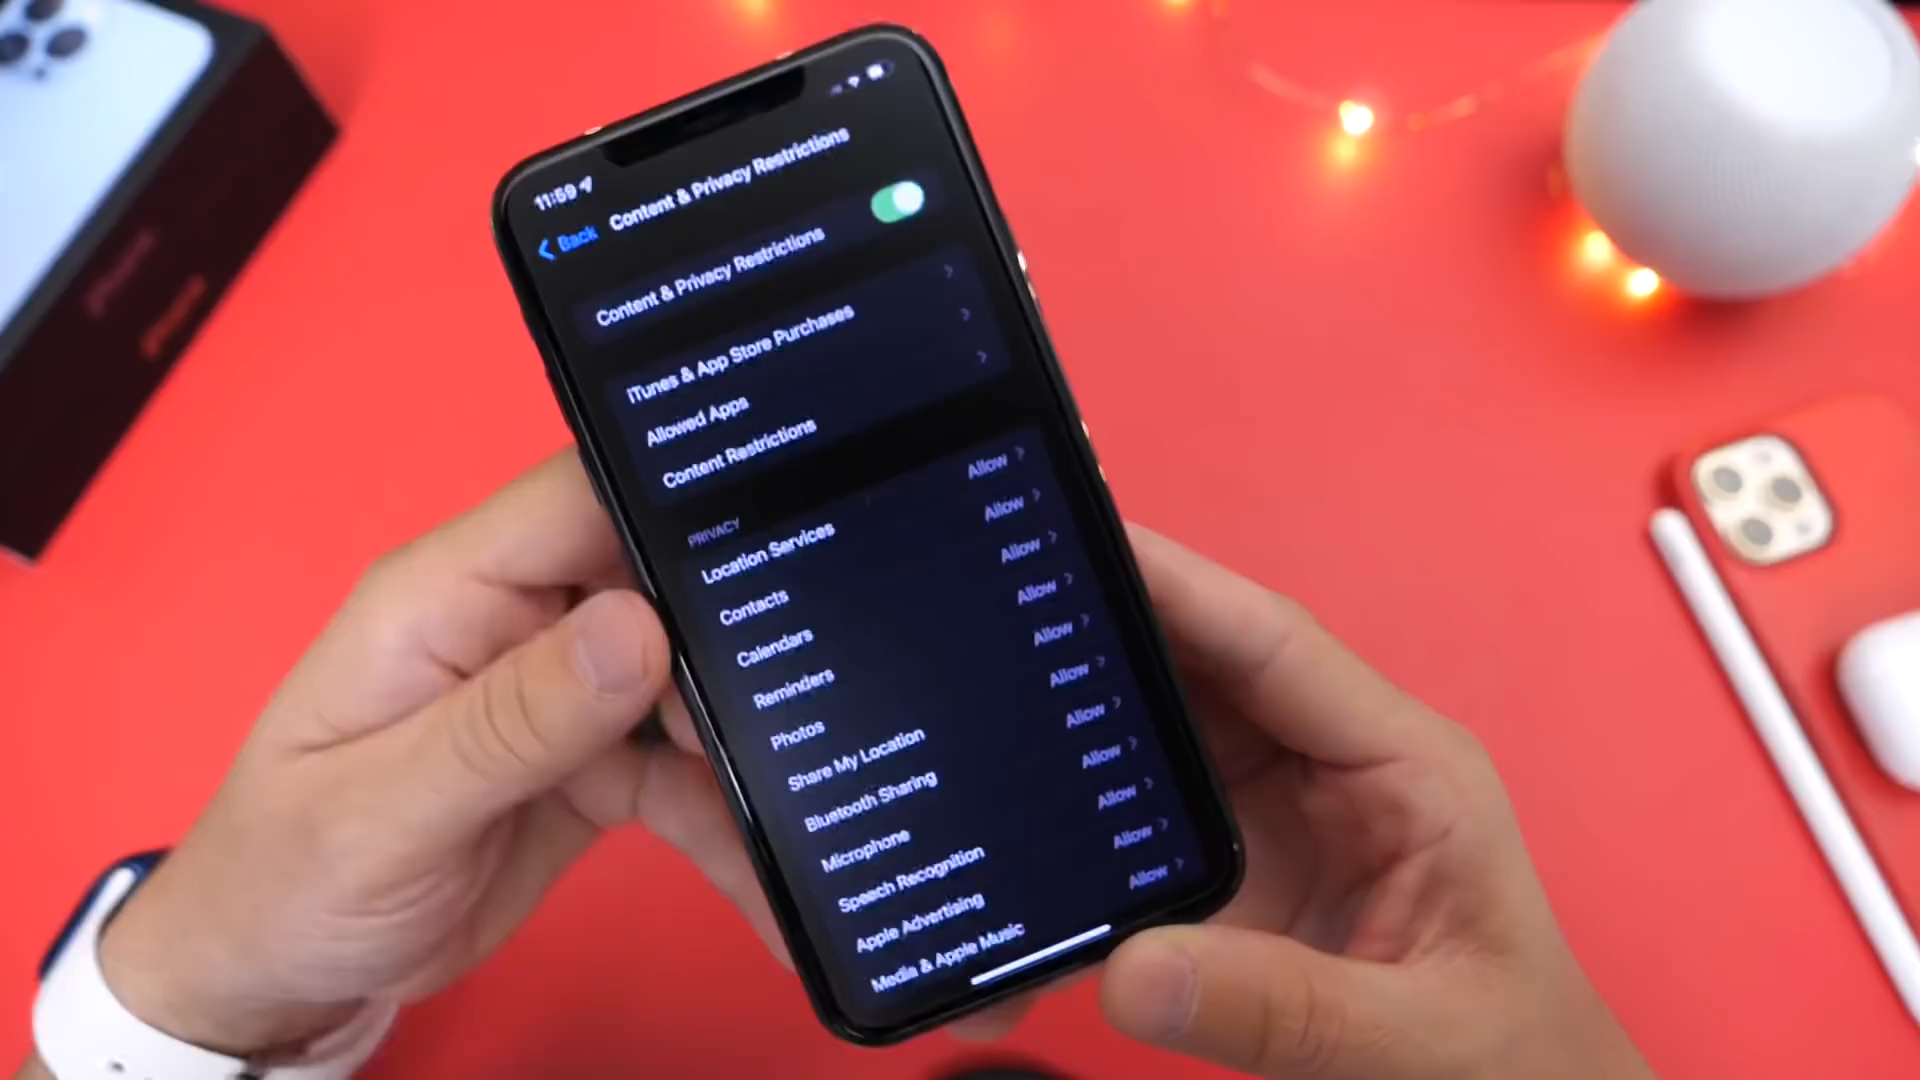 11:59
Back
Content & Privacy Restrictions
Content & Privacy Restrictions
iTunes & App Store Purchases
Allowed Apps
Content Restrictions
PRIVACY
Location Services Allow
Contacts Allow
Calendars Allow
Reminders Allow
Photos Allow
Share My Location Allow
Bluetooth Sharing Allow
Microphone Allow
Speech Recognition Allow
Apple Advertising Allow
Media & Apple Music Allow